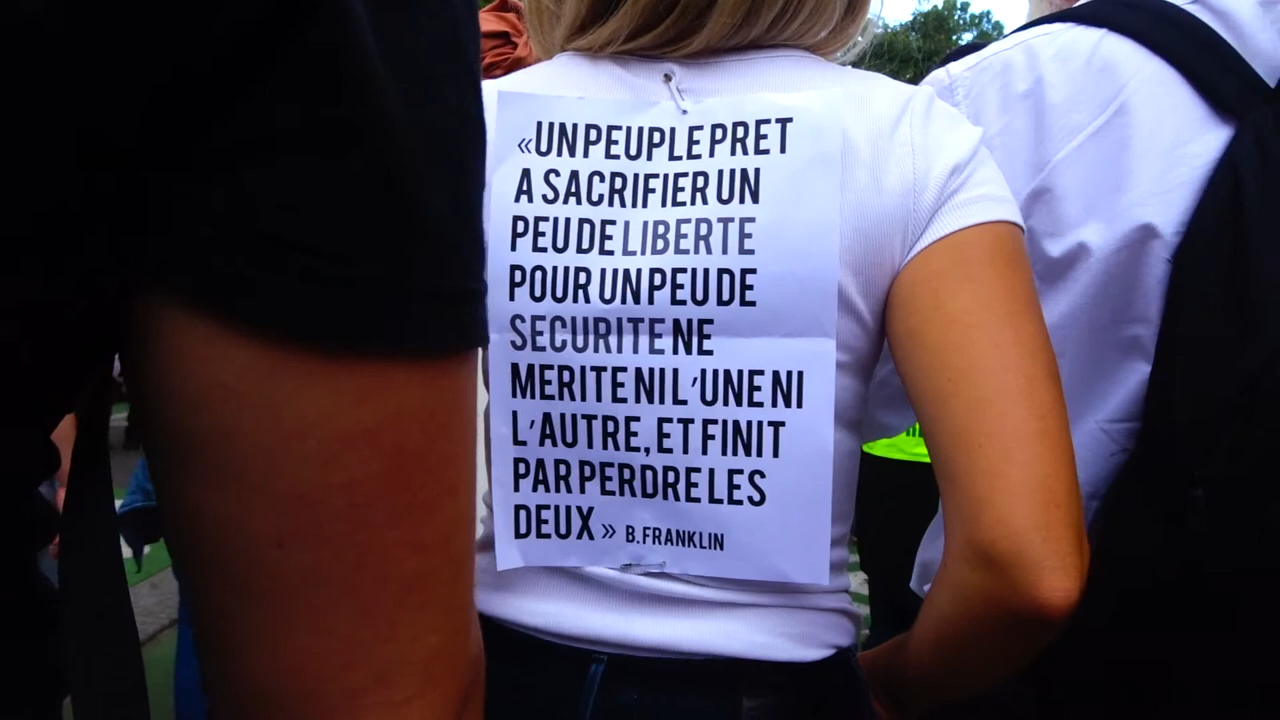 «UN PEUPLE PRET
A SACRIFIER UN
PEU DE LIBERTE
POUR UN PEU DE
SECURITE NE
MERITE NI L'UNE NI
L'AUTRE, ET FINIT
PAR PERDRE LES
DEUX» B.FRANKLIN